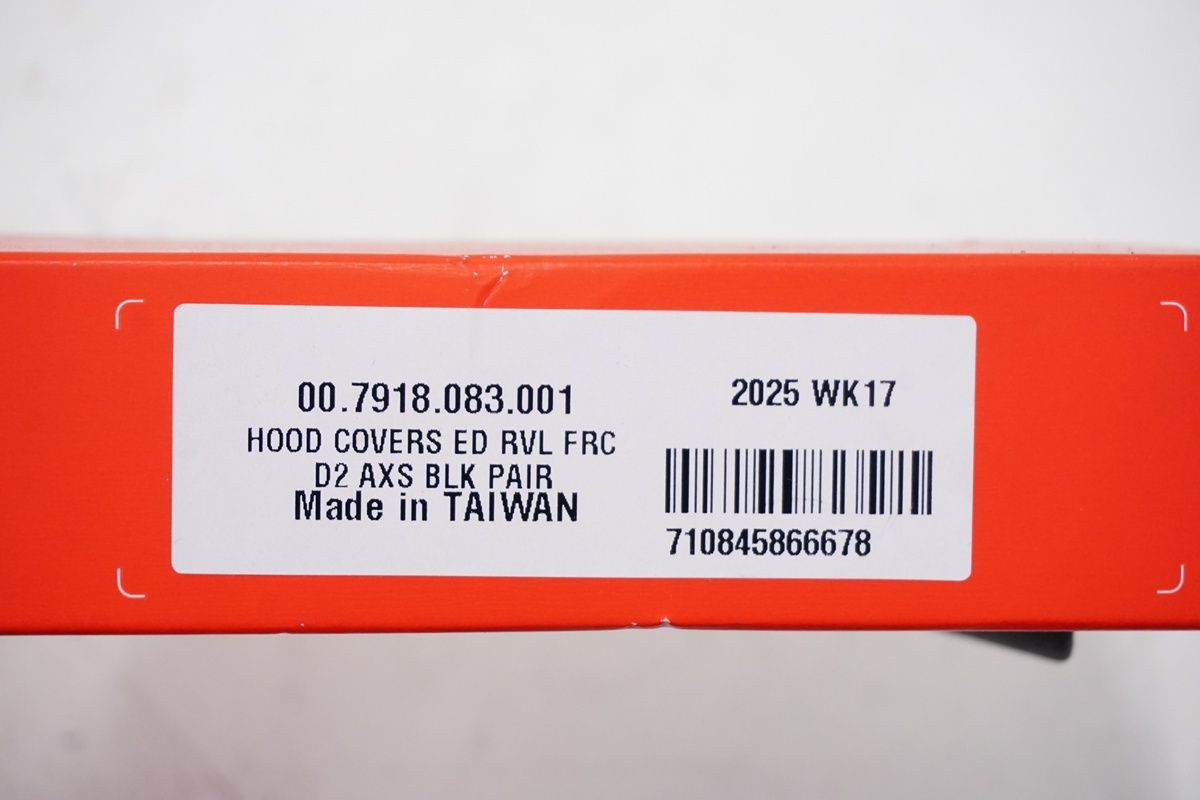 00.7918.083.001
HOOD COVERS ED RVL FRC
D2 AXS BLK PAIR
Made in TAIWAN
2025 WK17
710845866678